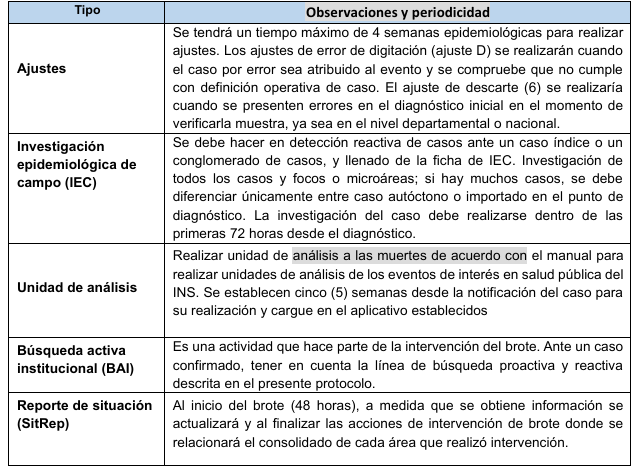 Tipo
Observaciones y periodicidad
Ajustes
Se tendrá un tiempo máximo de 4 semanas epidemiológicas para realizar
ajustes. Los ajustes de error de digitación (ajuste D) se realizarán cuando
el caso por error sea atribuido al evento y se compruebe que no cumple
con definición operativa de caso. El ajuste de descarte (6) se realizaría
cuando se presenten errores en el diagnóstico inicial en el momento de
verificarla muestra, ya sea en el nivel departamental o nacional.
Investigación
epidemiológica de
campo (IEC)
Se debe hacer en detección reactiva de casos ante un caso índice o un
conglomerado de casos, y llenado de la ficha de IEC. Investigación de
todos los casos y focos o microáreas; si hay muchos casos, se debe
diferenciar únicamente entre caso autóctono o importado en el punto de
diagnóstico. La investigación del caso debe realizarse dentro de las
primeras 72 horas desde el diagnóstico.
Unidad de análisis
Realizar unidad de análisis a las muertes de acuerdo con el manual para
realizar unidades de análisis de los eventos de interés en salud pública del
INS. Se establecen cinco (5) semanas desde la notificación del caso para
su realización y cargue en el aplicativo establecidos
Búsqueda activa
institucional (BAI)
Es una actividad que hace parte de la intervención del brote. Ante un caso
confirmado, tener en cuenta la línea de búsqueda proactiva y reactiva
descrita en el presente protocolo.
Reporte de situación
(SitRep)
Al inicio del brote (48 horas), a medida que se obtiene información se
actualizará y al finalizar las acciones de intervención de brote donde se
relacionará el consolidado de cada área que realizó intervención.